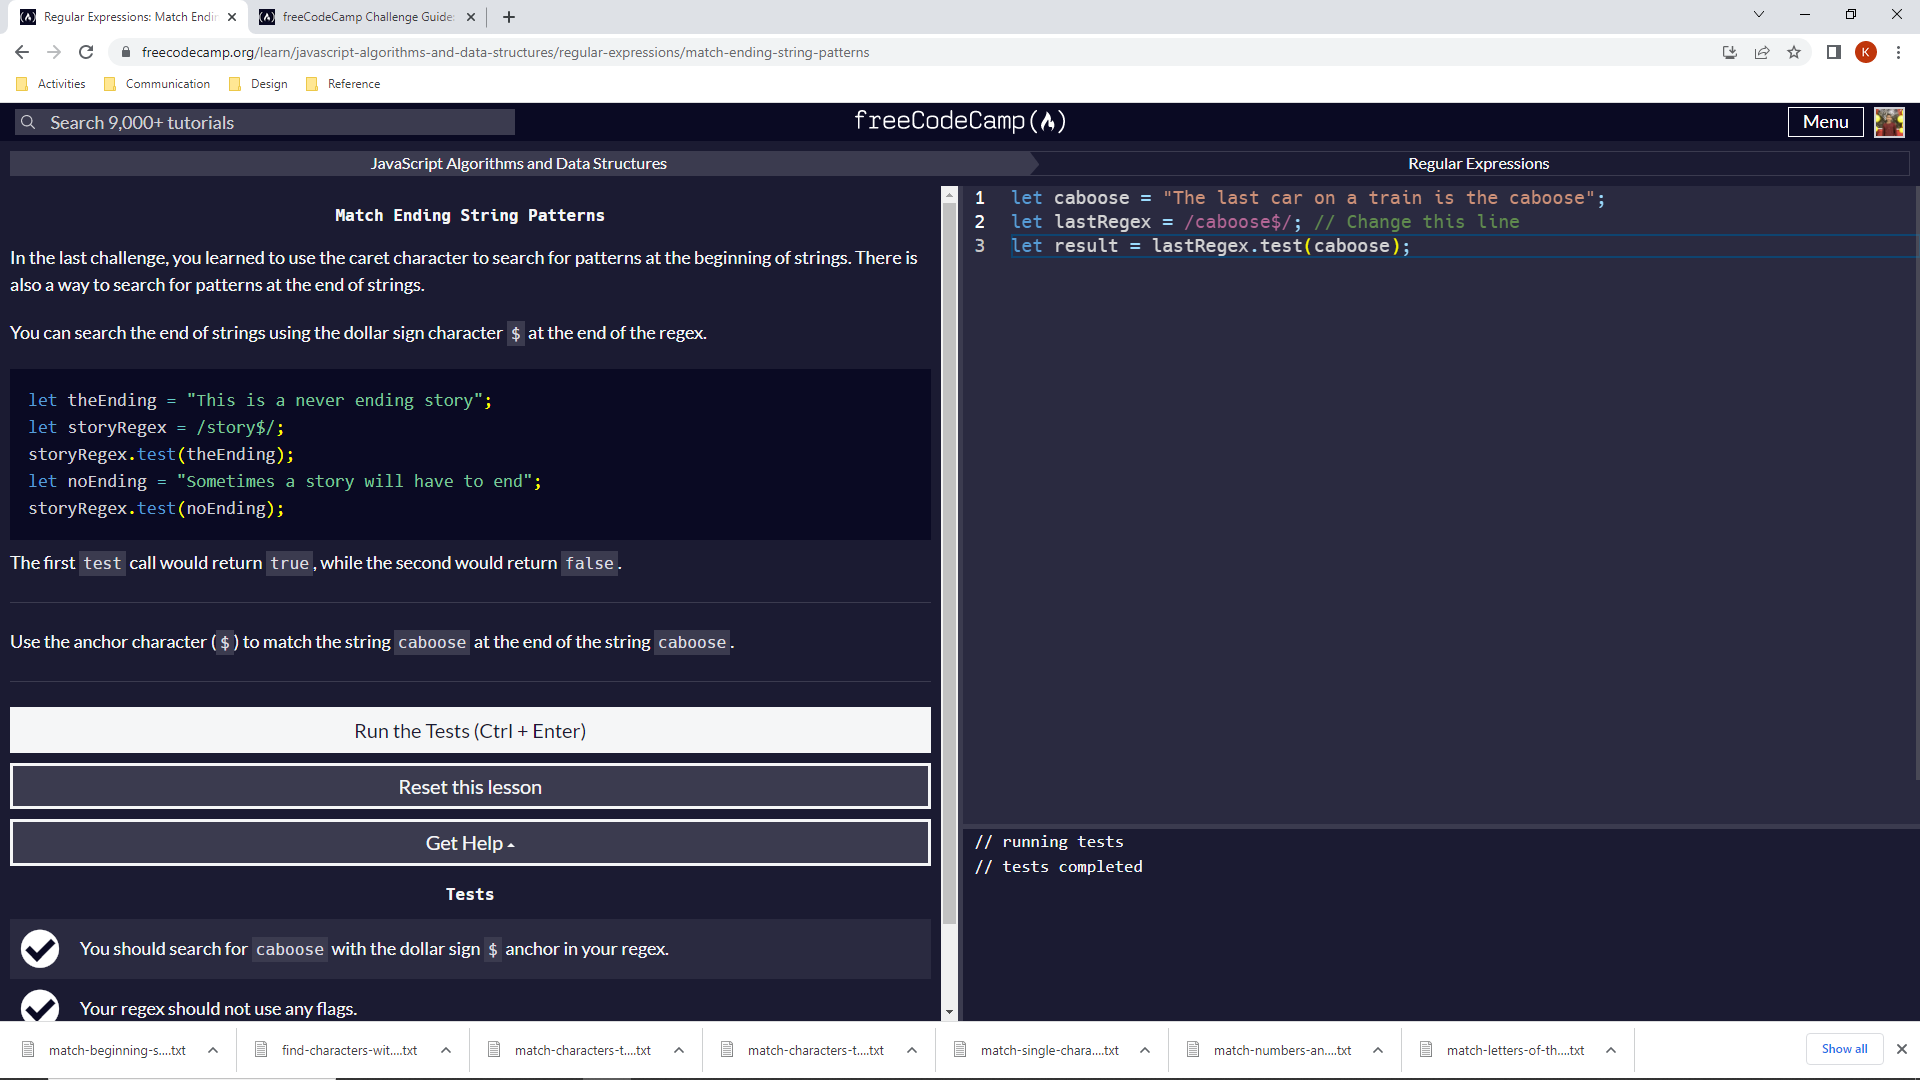 Regular Expressions: Match Endin
freeCodeCamp Challenge Guide:
freecodecamp.org/learn/javascript-algorithms-and-data-structures/regular-expressions/match-ending-string-patterns
K
Activities
Communication
Design
Reference
Search 9,000+ tutorials
freeCodeCamp
Menu
JavaScript Algorithms and Data Structures
Regular Expressions
Match Ending String Patterns
In the last challenge, you learned to use the caret character to search for patterns at the beginning of strings. There is
also a way to search for patterns at the end of strings.
You can search the end of strings using the dollar sign character $ at the end of the regex.
let theEnding = "This is a never ending story";
let storyRegex = /story$/;
storyRegex.test(theEnding);
let noEnding = "Sometimes a story will have to end";
storyRegex.test(noEnding);
The first test call would return true, while the second would return false.
Use the anchor character ($) to match the string caboose at the end of the string caboose.
Run the Tests (Ctrl + Enter)
Reset this lesson
Get Help
Tests
You should search for caboose with the dollar sign $ anchor in your regex.
Your regex should not use any flags.
1 let caboose = "The last car on a train is the caboose";
2 let lastRegex = /caboose$/; // Change this line
3 let result = lastRegex.test(caboose);
// running tests
// tests completed
match-beginning-s....txt
find-characters-wit....txt
match-characters-t....txt
match-characters-t....txt
match-single-chara....txt
match-numbers-an....txt
match-letters-of-th....txt
Show all